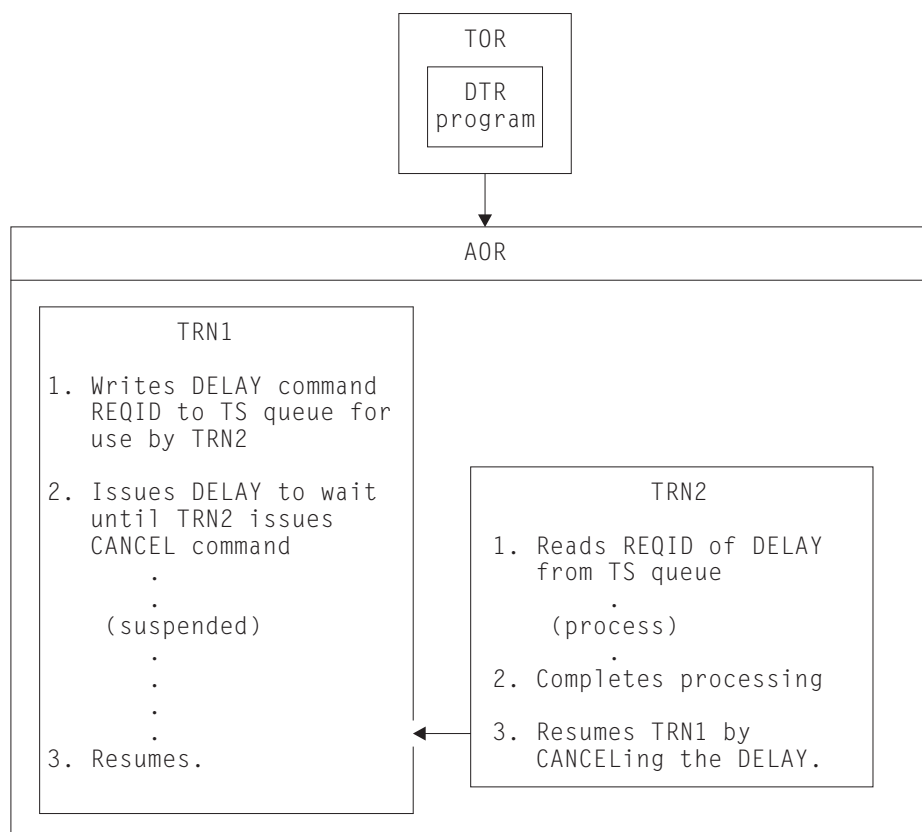 TOR
DTR
program
AOR
TRN1
1. Writes DELAY command
REQID to TS queue for
use by TRN2
2. Issues DELAY to wait
until TRN2 issues
CANCEL command
.
.
(suspended)
.
.
.
.
3. Resumes.
TRN2
1. Reads REQID of DELAY
from TS queue
.
(process)
.
2. Completes processing
3. Resumes TRN1 by
CANCELing the DELAY.